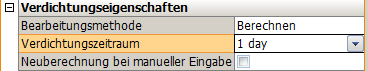 Verdichtungseigenschaften
Bearbeitungsmethode Berechnen
Verdichtungszeitraum 1 day
Neuberechnung bei manueller Eingabe